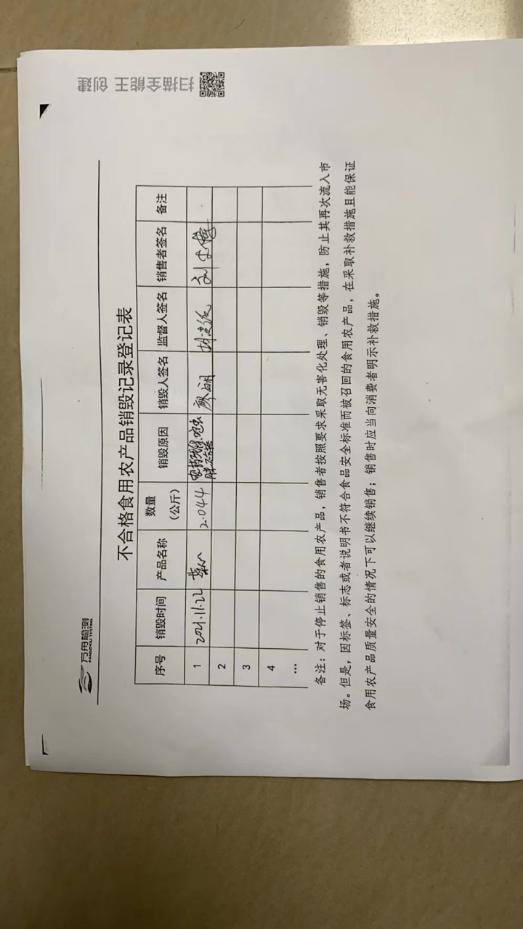 万舟检测
不合格食用农产品销毁记录登记表
序号 销毁时间 产品名称 数量（公斤） 销毁原因 销毁人签名 监督人签名 销售者签名 备注
1 2021.11.22 2.044
2
3
4
…
备注：对于停止销售的食用农产品，销售者按照要求采取无害化处理、销毁等措施，防止其再次流入市
场。但是，因标签、标志或者说明书不符合食品安全标准而被召回的食用农产品，在采取补救措施且能保证
食用农产品质量安全的情况下可以继续销售；销售时应当向消费者明示补救措施。
扫描全能王 创建